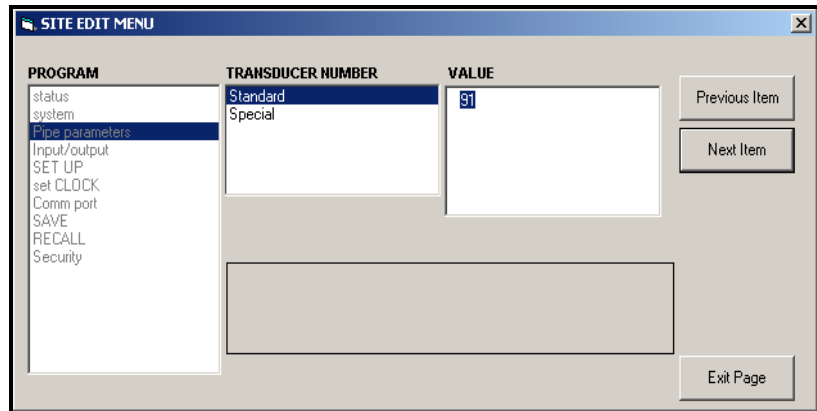 SITE EDIT MENU
PROGRAM
status
system
Pipe parameters
Input/output
SET UP
set CLOCK
Comm port
SAVE
RECALL
Security
TRANSDUCER NUMBER
Standard
Special
VALUE
91
Previous Item
Next Item
Exit Page